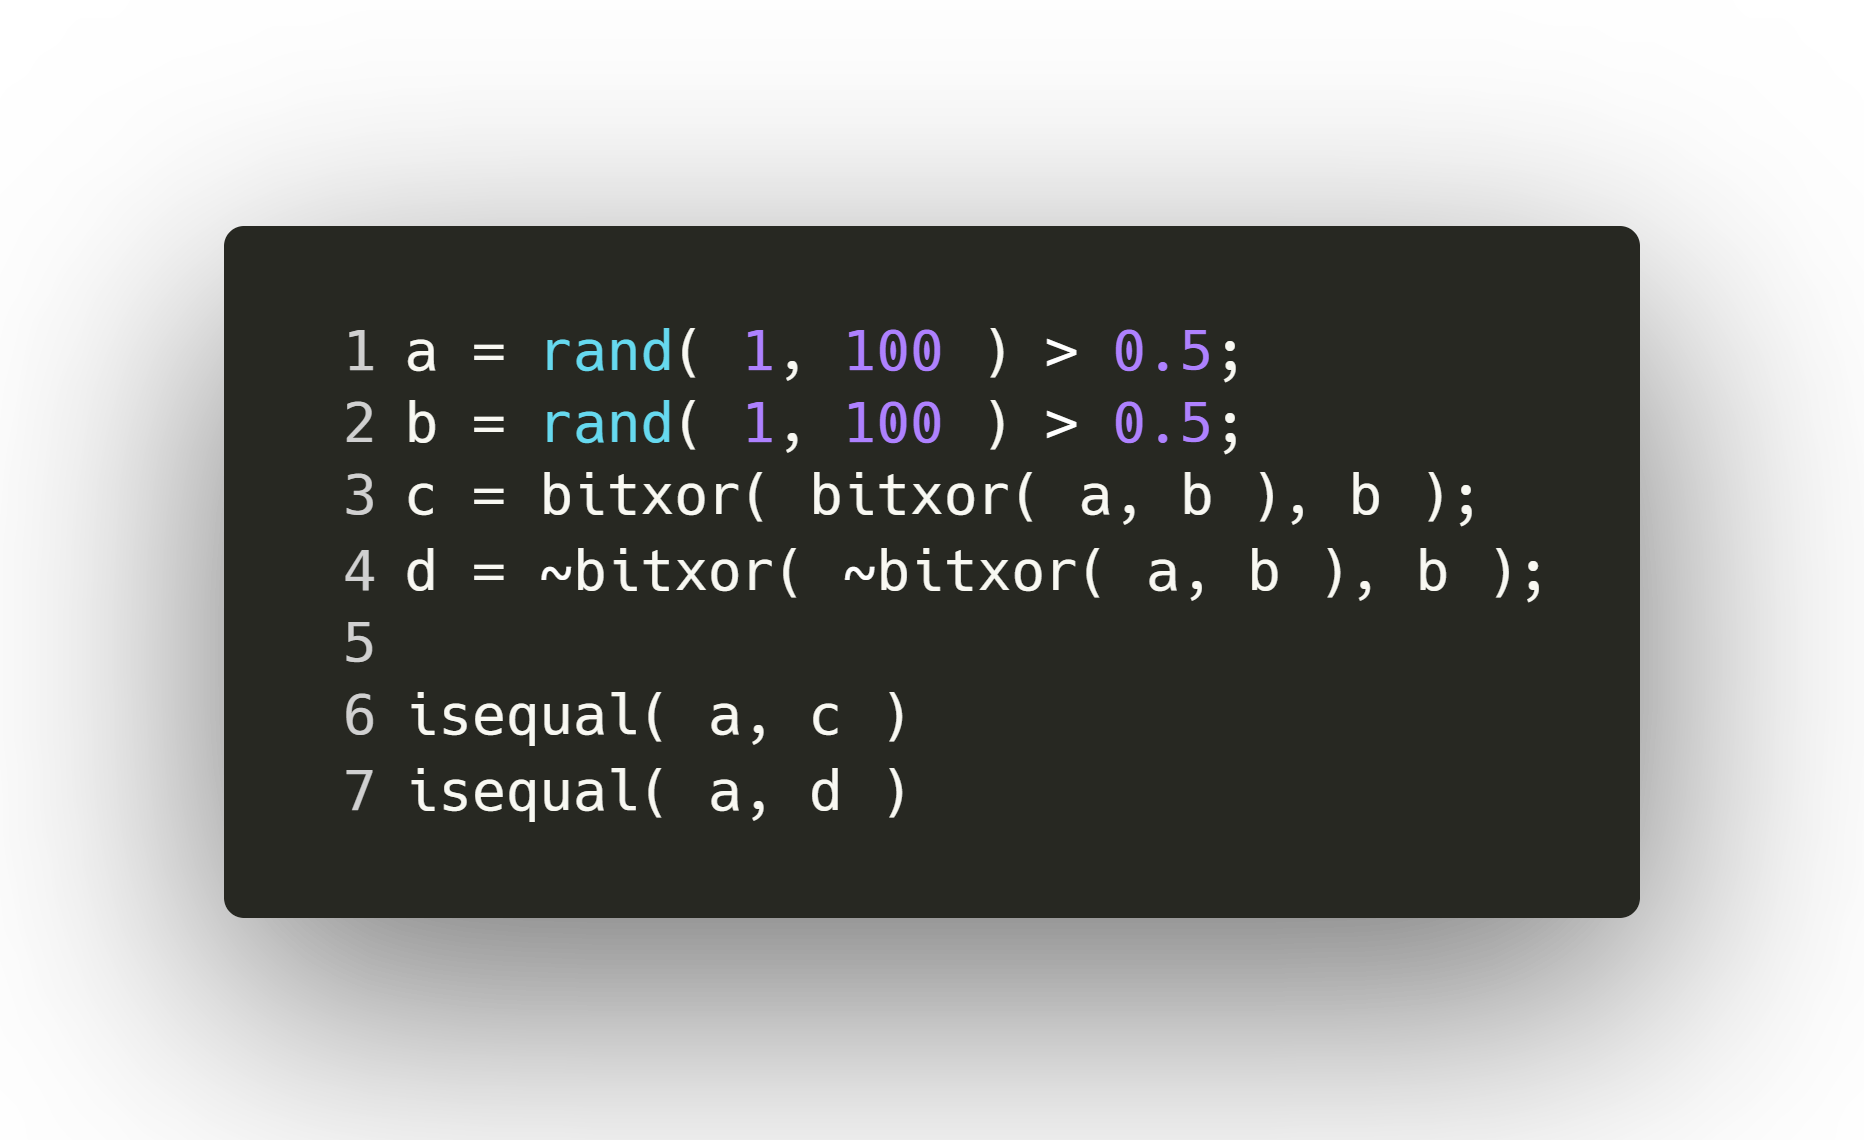 1 a = rand( 1, 100 ) > 0.5;
2 b = rand( 1, 100 ) > 0.5;
3 c = bitxor( bitxor( a, b ), b );
4 d = ~bitxor( ~bitxor( a, b ), b );
5
6 isequal( a, c )
7 isequal( a, d )